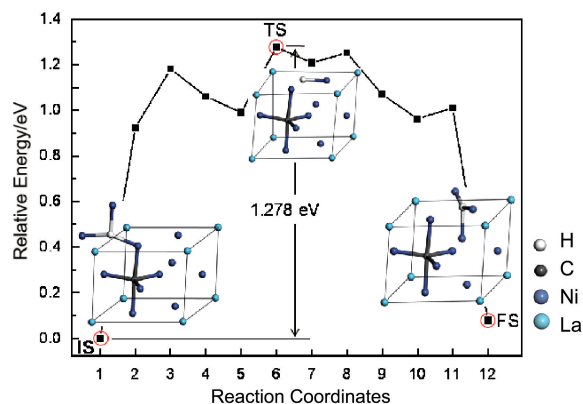 Relative Energy/eV
1.4
1.2
1.0
0.8
0.6
0.4
0.2
0.0
TS
1.278 eV
IS
FS
H
C
Ni
La
1 2 3 4 5 6 7 8 9 10 11 12
Reaction Coordinates